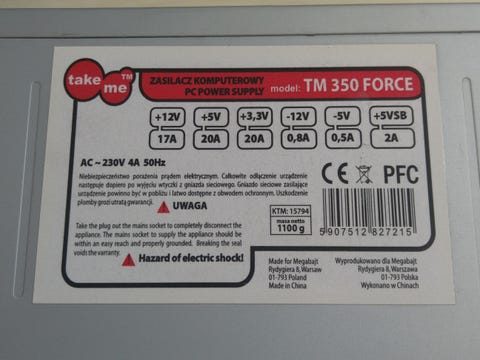 take me™
ZASILACZ KOMPUTEROWY
PC POWER SUPPLY
model: TM 350 FORCE
+12V +5V +3,3V -12V -5V +5VSB
17A 20A 20A 0,8A 0,5A 2A
AC ~ 230V 4A 50Hz
Niebezpieczeństwo porażenia prądem elektrycznym. Całkowite odłączenie urządzenia
następuje dopiero po wyjęciu wtyczki z gniazda sieciowego. Gniazdo sieciowe zasilające
urządzenie powinno być w pobliżu i łatwo dostępne z odwodem ochronnym. Uszkodzenie
plomby grozi utratą gwarancji.
UWAGA
Take the plug out the mains socket to completely disconnect the
appliance. The mains socket to supply the appliance should be
within an easy reach and properly grounded. Breaking the seal
voids the warranty.
Hazard of electric shock!
CE PFC
KTM: 15794
masa netto
1100 g
5907512827215
Made for Megabajt
Rydygiera 8, Warsaw
01-793 Poland
Made in China
Wyprodukowano dla Megabajt
Rydygiera 8, Warszawa
01-793 Polska
Wykonano w Chinach